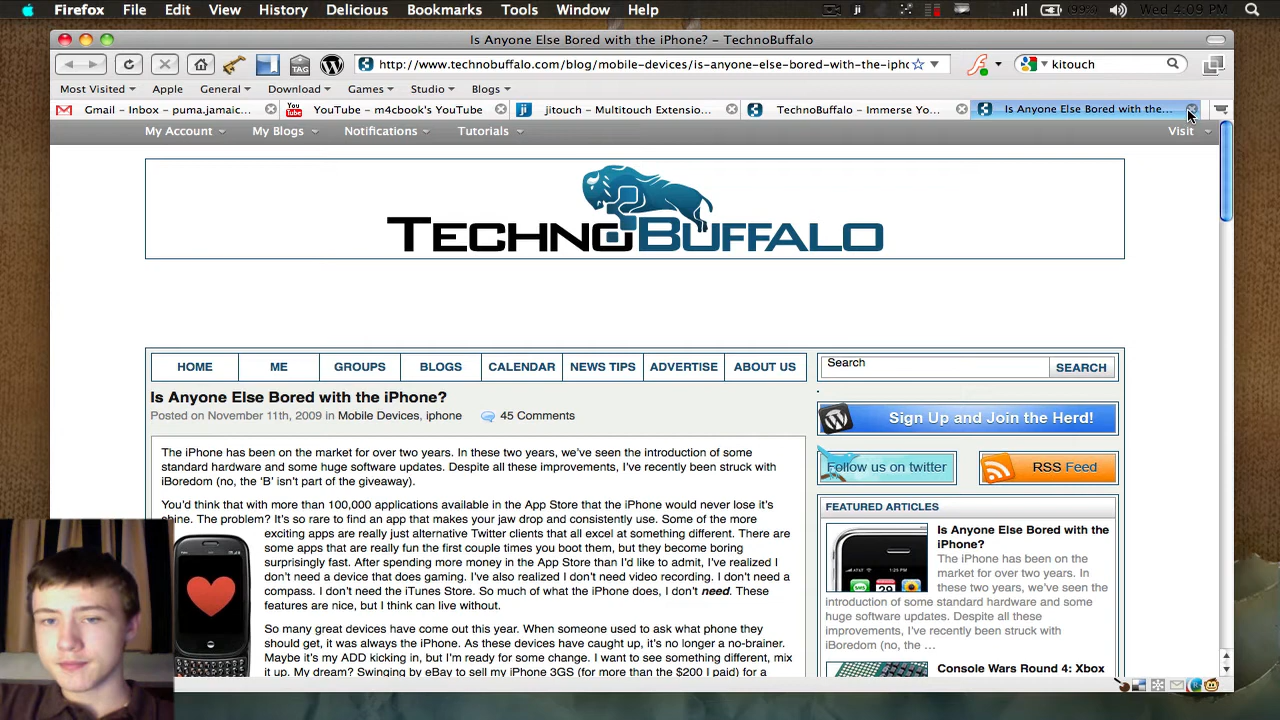 Firefox File Edit View History Delicious Bookmarks Tools Window Help ji (99%) Wed 4:09 PM
Is Anyone Else Bored with the iPhone? – TechnoBuffalo
TAG http://www.technobuffalo.com/blog/mobile-devices/is-anyone-else-bored-with-the-iphc kitouch
Most Visited Apple General Download Games Studio Blogs
Gmail - Inbox - puma.jamaic... You Tube YouTube - m4cbook's YouTube ji jitouch – Multitouch Extensio... TechnoBuffalo - Immerse Yo... Is Anyone Else Bored with the...
My Account My Blogs Notifications Tutorials Visit
TECHNOBUFFALO
HOME ME GROUPS BLOGS CALENDAR NEWS TIPS ADVERTISE ABOUT US Search SEARCH
Is Anyone Else Bored with the iPhone?
Posted on November 11th, 2009 in Mobile Devices, iphone 45 Comments
The iPhone has been on the market for over two years. In these two years, we've seen the introduction of some
standard hardware and some huge software updates. Despite all these improvements, I've recently been struck with
iBoredom (no, the 'B' isn't part of the giveaway).
You'd think that with more than 100,000 applications available in the App Store that the iPhone would never lose it's
shine. The problem? It's so rare to find an app that makes your jaw drop and consistently use. Some of the more
exciting apps are really just alternative Twitter clients that all excel at something different. There are
some apps that are really fun the first couple times you boot them, but they become boring
surprisingly fast. After spending more money in the App Store than I'd like to admit, I've realized I
don't need a device that does gaming. I've also realized I don't need video recording. I don't need a
compass. I don't need the iTunes Store. So much of what the iPhone does, I don't need. These
features are nice, but I think can live without.
So many great devices have come out this year. When someone used to ask what phone they
should get, it was always the iPhone. As these devices have caught up, it's no longer a no-brainer.
Maybe it's my ADD kicking in, but I'm ready for some change. I want to see something different, mix
it up. My dream? Swinging by eBay to sell my iPhone 3GS (for more than the $200 I paid) for a
Sign Up and Join the Herd!
Follow us on twitter RSS Feed
FEATURED ARTICLES
Is Anyone Else Bored with the
iPhone?
The iPhone has been on the
market for over two years. In
these two years, we've seen the
introduction of some standard hardware and some
huge software updates. Despite all these
improvements, I've recently been struck with
iBoredom (no, the ...
Console Wars Round 4: Xbox